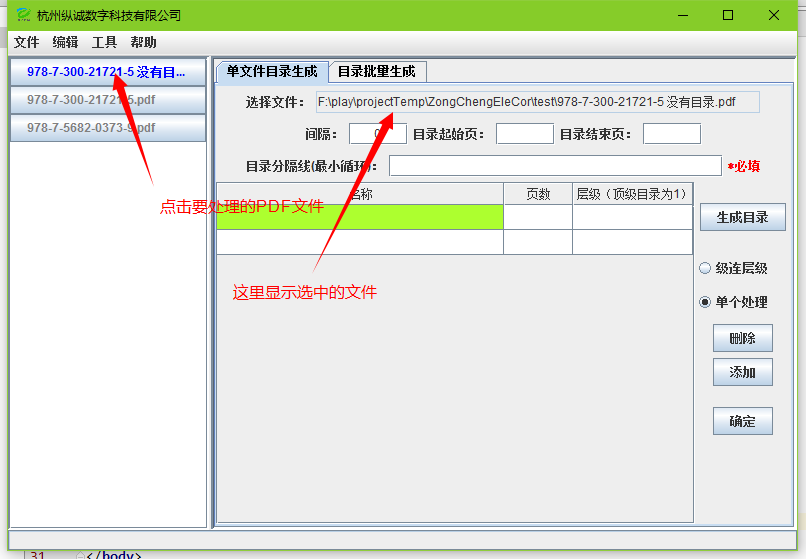 杭州纵诚数字科技有限公司
文件 编辑 工具 帮助
978-7-300-21721-5 没有目...
978-7-300-21721-5.pdf
978-7-5682-0373-9.pdf
单文件目录生成 目录批量生成
选择文件: F:\play\projectTemp\ZongChengEleCor\test\978-7-300-21721-5 没有目录.pdf
间隔: 0 目录起始页: 目录结束页:
目录分隔线(最小循环): *必填
名称 页数 层级（顶级目录为1）
生成目录
级连层级
单个处理
删除
添加
确定
点击要处理的PDF文件
这里显示选中的文件
31 </body>